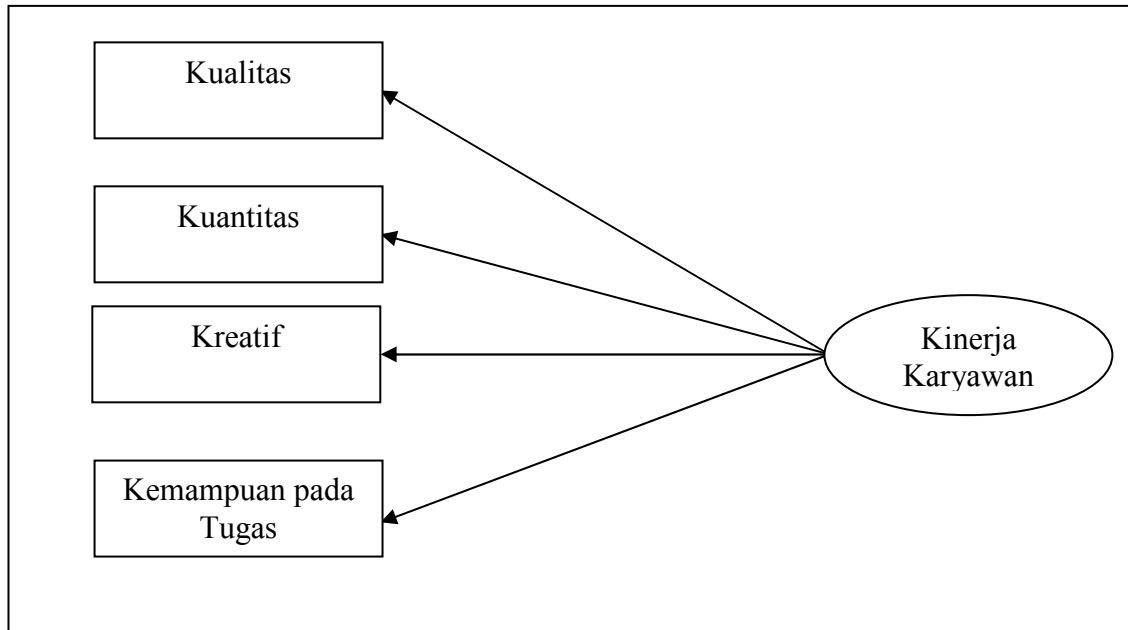 Kualitas
Kuantitas
Kreatif
Kemampuan pada
Tugas
Kinerja
Karyawan